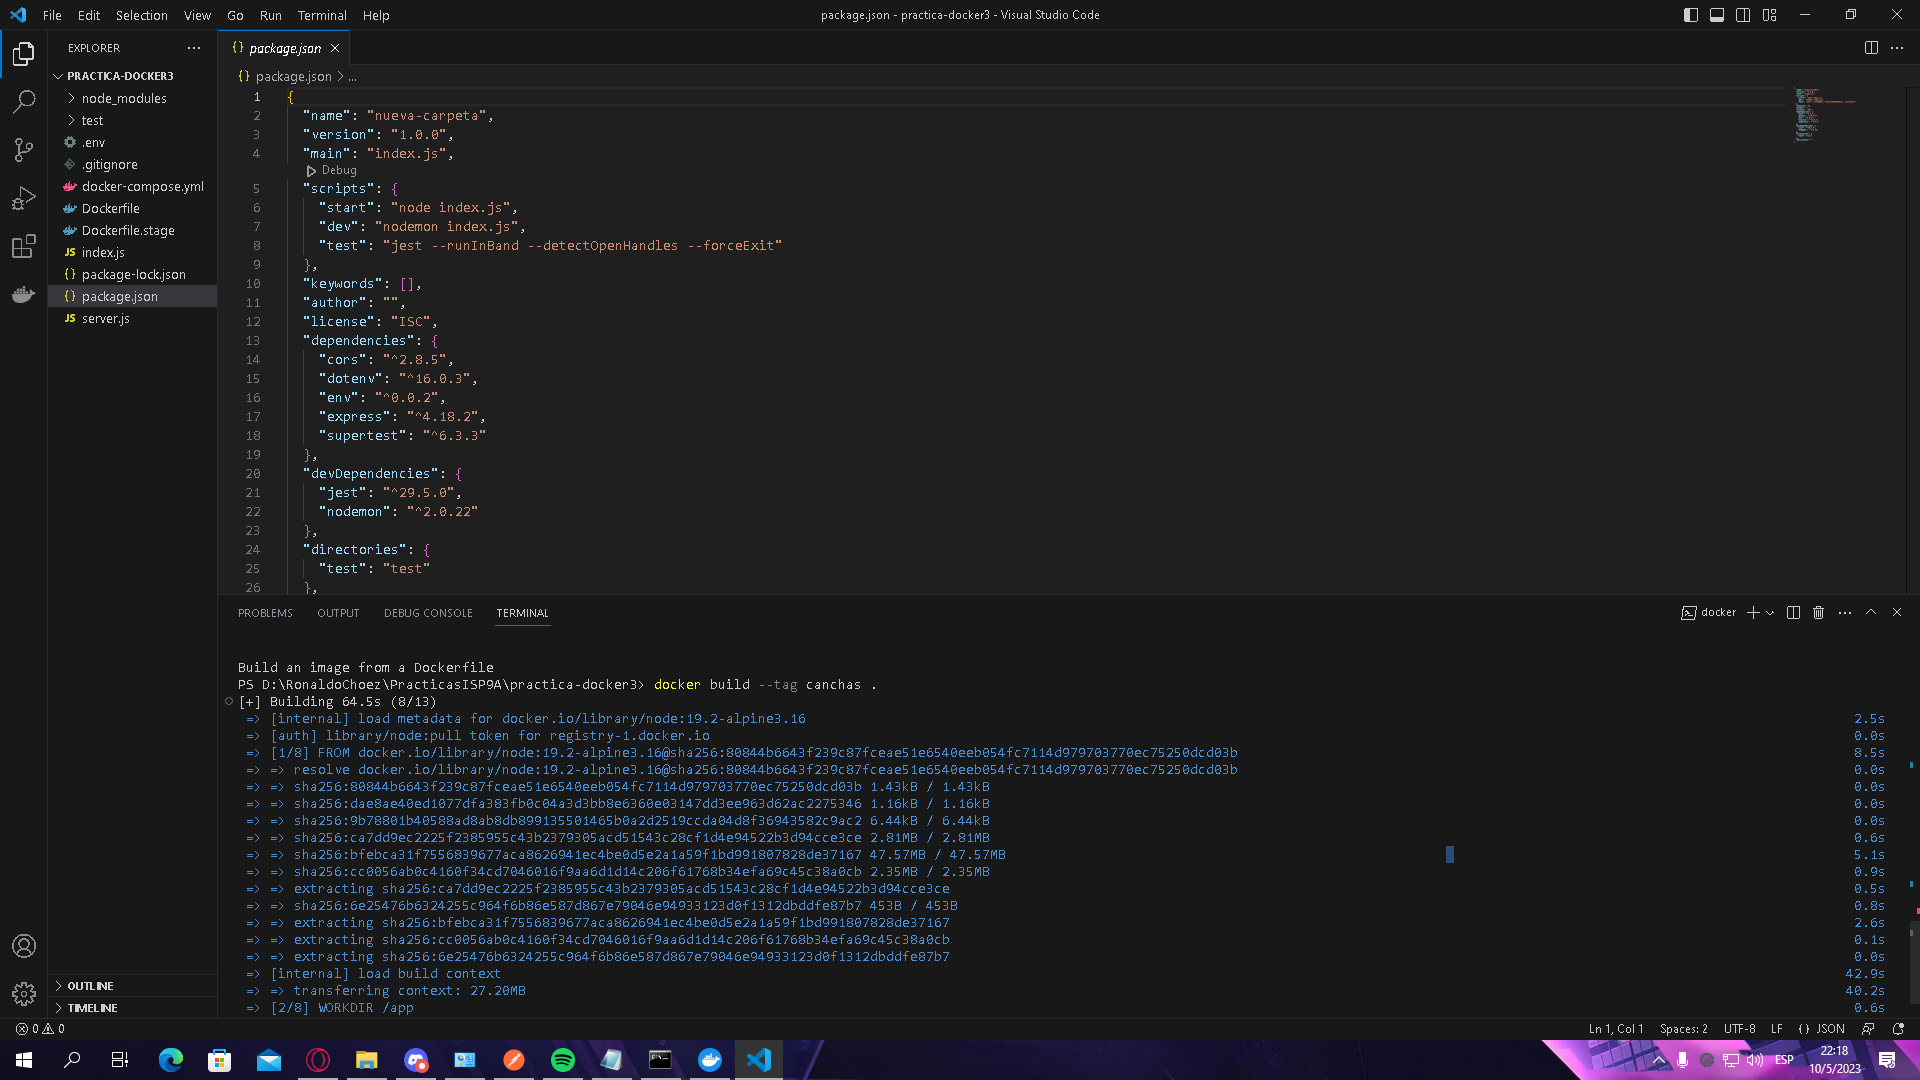 File Edit Selection View Go Run Terminal Help
package.json - practica-docker3 - Visual Studio Code
EXPLORER
PRACTICA-DOCKER3
node_modules
test
.env
.gitignore
docker-compose.yml
Dockerfile
Dockerfile.stage
JS index.js
{} package-lock.json
{} package.json
JS server.js
OUTLINE
TIMELINE
{} package.json
{} package.json > ...
1 {
2 "name": "nueva-carpeta",
3 "version": "1.0.0",
4 "main": "index.js",
Debug
5 "scripts": {
6 "start": "node index.js",
7 "dev": "nodemon index.js",
8 "test": "jest --runInBand --detectOpenHandles --forceExit"
9 },
10 "keywords": [],
11 "author": "",
12 "license": "ISC",
13 "dependencies": {
14 "cors": "^2.8.5",
15 "dotenv": "^16.0.3",
16 "env": "^0.0.2",
17 "express": "^4.18.2",
18 "supertest": "^6.3.3"
19 },
20 "devDependencies": {
21 "jest": "^29.5.0",
22 "nodemon": "^2.0.22"
23 },
24 "directories": {
25 "test": "test"
26 },
PROBLEMS OUTPUT DEBUG CONSOLE TERMINAL
docker
Build an image from a Dockerfile
PS D:\RonaldoChoez\PracticasISP9A\practica-docker3> docker build --tag canchas .
[+] Building 64.5s (8/13)
=> [internal] load metadata for docker.io/library/node:19.2-alpine3.16 2.5s
=> [auth] library/node:pull token for registry-1.docker.io 0.0s
=> [1/8] FROM docker.io/library/node:19.2-alpine3.16@sha256:80844b6643f239c87fceae51e6540eeb054fc7114d979703770ec75250dcd03b 8.5s
=> => resolve docker.io/library/node:19.2-alpine3.16@sha256:80844b6643f239c87fceae51e6540eeb054fc7114d979703770ec75250dcd03b 0.0s
=> => sha256:80844b6643f239c87fceae51e6540eeb054fc7114d979703770ec75250dcd03b 1.43kB / 1.43kB 0.0s
=> => sha256:dae8ae40ed1077dfa383fb0c04a3d3bb8e6360e03147dd3ee963d62ac2275346 1.16kB / 1.16kB 0.0s
=> => sha256:9b78801b40588ad8ab8db899135501465b0a2d2519ccda04d8f36943582c9ac2 6.44kB / 6.44kB 0.0s
=> => sha256:ca7dd9ec2225f2385955c43b2379305acd51543c28cf1d4e94522b3d94cce3ce 2.81MB / 2.81MB 0.6s
=> => sha256:bfebca31f7556839677aca8626941ec4be0d5e2a1a59f1bd991807828de37167 47.57MB / 47.57MB 5.1s
=> => sha256:cc0056ab0c4160f34cd7046016f9aa6d1d14c206f61768b34efa69c45c38a0cb 2.35MB / 2.35MB 0.9s
=> => extracting sha256:ca7dd9ec2225f2385955c43b2379305acd51543c28cf1d4e94522b3d94cce3ce 0.5s
=> => sha256:6e25476b6324255c964f6b86e587d867e79046e94933123d0f1312dbddfe87b7 453B / 453B 0.8s
=> => extracting sha256:bfebca31f7556839677aca8626941ec4be0d5e2a1a59f1bd991807828de37167 2.6s
=> => extracting sha256:cc0056ab0c4160f34cd7046016f9aa6d1d14c206f61768b34efa69c45c38a0cb 0.1s
=> => extracting sha256:6e25476b6324255c964f6b86e587d867e79046e94933123d0f1312dbddfe87b7 0.0s
=> [internal] load build context 42.9s
=> => transferring context: 27.20MB 40.2s
=> [2/8] WORKDIR /app 0.6s
0 0
Ln 1, Col 1 Spaces: 2 UTF-8 LF {} JSON
ESP
22:18
10/5/2023